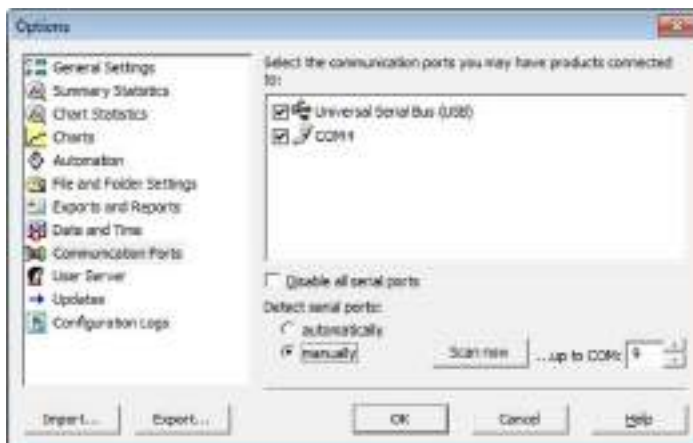 Options
General Settings
Summary Statistics
Chart Statistics
Charts
Automation
File and Folder Settings
Exports and Reports
Date and Time
Communication Ports
User Server
Updates
Configuration Logs
Select the communication ports you may have products connected
to:
Universal Serial Bus (USB)
Disable all serial ports
Detect serial ports:
automatically
manually
Scan now
...up to COM: 9
Import...
Export...
OK
Cancel
Help